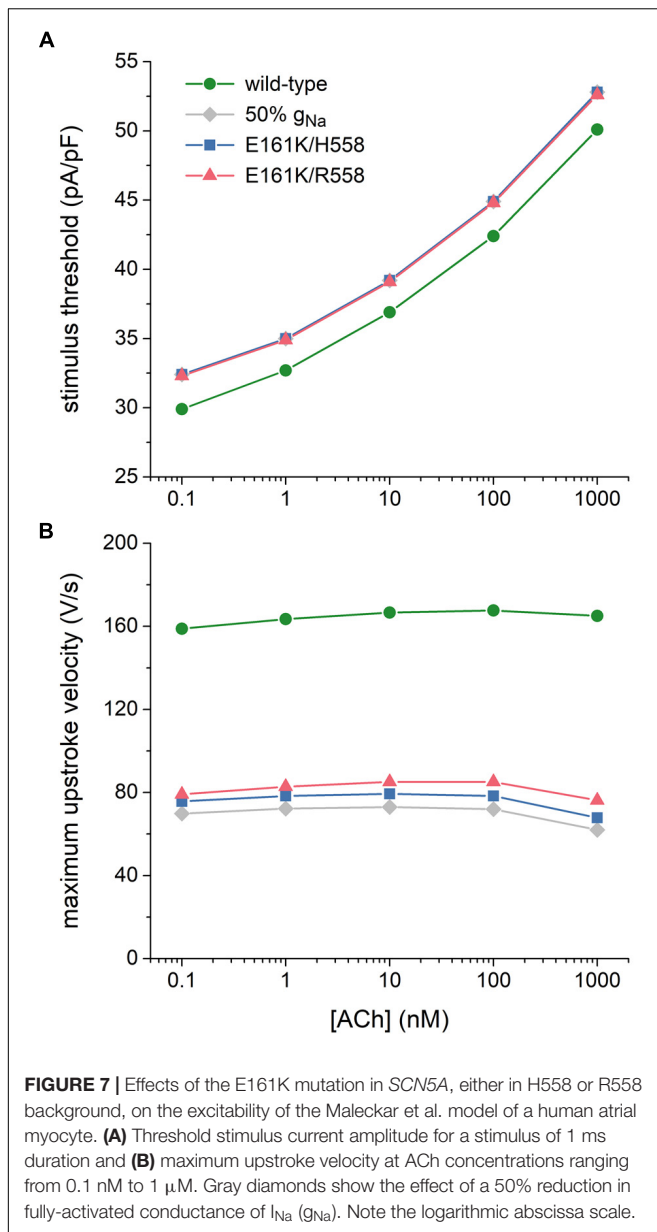 A
stimulus threshold (pA/pF)
55
50
45
40
35
30
25
wild-type
50% gNa
E161K/H558
E161K/R558
0.1 1 10 100 1000
B
maximum upstroke velocity (V/s)
200
160
120
80
40
0
0.1 1 10 100 1000
[ACh] (nM)
FIGURE 7 | Effects of the E161K mutation in SCN5A, either in H558 or R558
background, on the excitability of the Maleckar et al. model of a human atrial
myocyte. (A) Threshold stimulus current amplitude for a stimulus of 1 ms
duration and (B) maximum upstroke velocity at ACh concentrations ranging
from 0.1 nM to 1 μM. Gray diamonds show the effect of a 50% reduction in
fully-activated conductance of INa (gNa). Note the logarithmic abscissa scale.